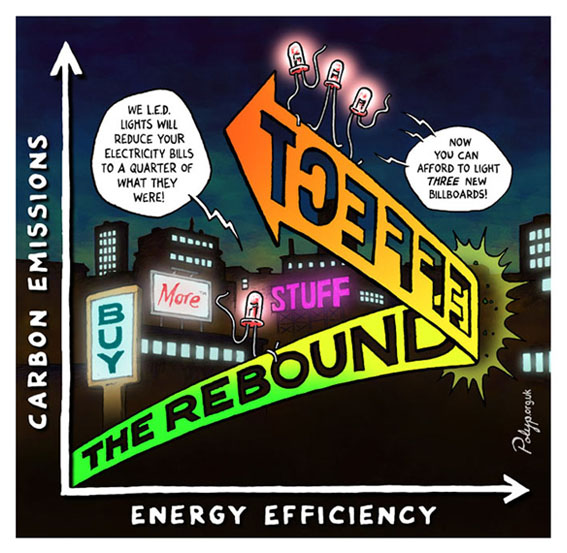 WE L.E.D.
LIGHTS WILL
REDUCE YOUR
ELECTRICITY BILLS
TO A QUARTER OF
WHAT THEY
WERE!
NOW
YOU CAN
AFFORD TO LIGHT
THREE NEW
BILLBOARDS!
BUY
More™
STUFF
THE REBOUND
EFFECT
CARBON EMISSIONS
ENERGY EFFICIENCY
Polyp.org.uk